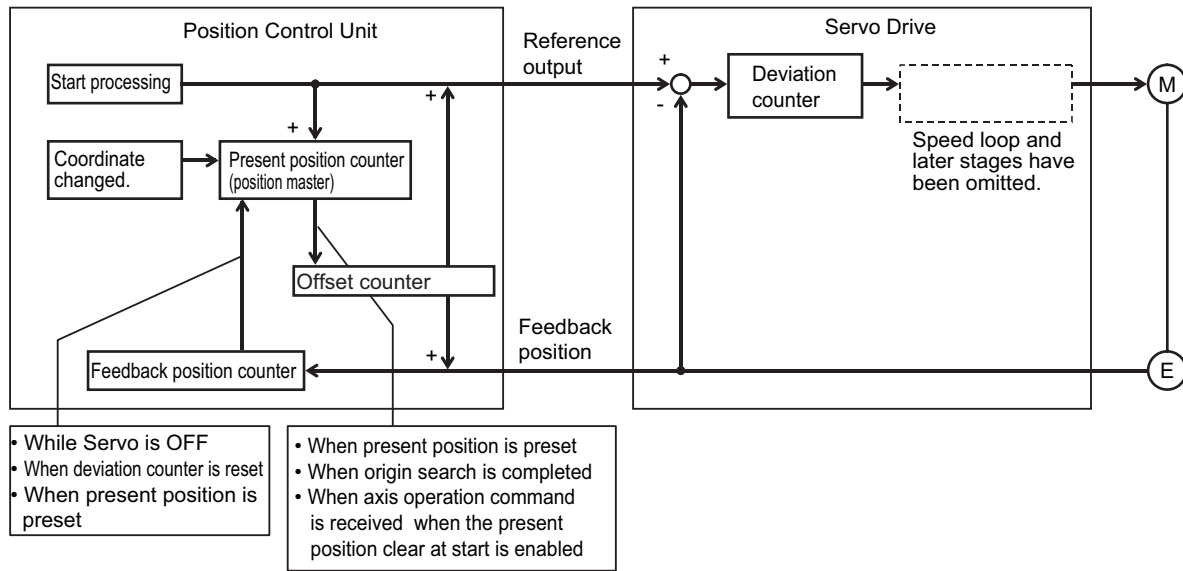 Position Control Unit
Servo Drive
Reference
output
Start processing
+
+
+
-
Deviation
counter
M
Coordinate
changed.
Present position counter
(position master)
Speed loop and
later stages have
been omitted.
Offset counter
Feedback
position
+
Feedback position counter
E
• While Servo is OFF
• When deviation counter is reset
• When present position is
preset
• When present position is preset
• When origin search is completed
• When axis operation command
is received when the present
position clear at start is enabled